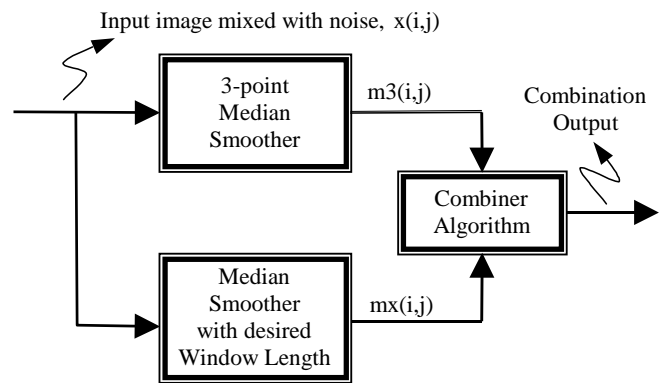 Input image mixed with noise, x(i,j)
3-point
Median
Smoother
m3(i,j)
Combination
Output
Combiner
Algorithm
Median
Smoother
with desired
Window Length
mx(i,j)